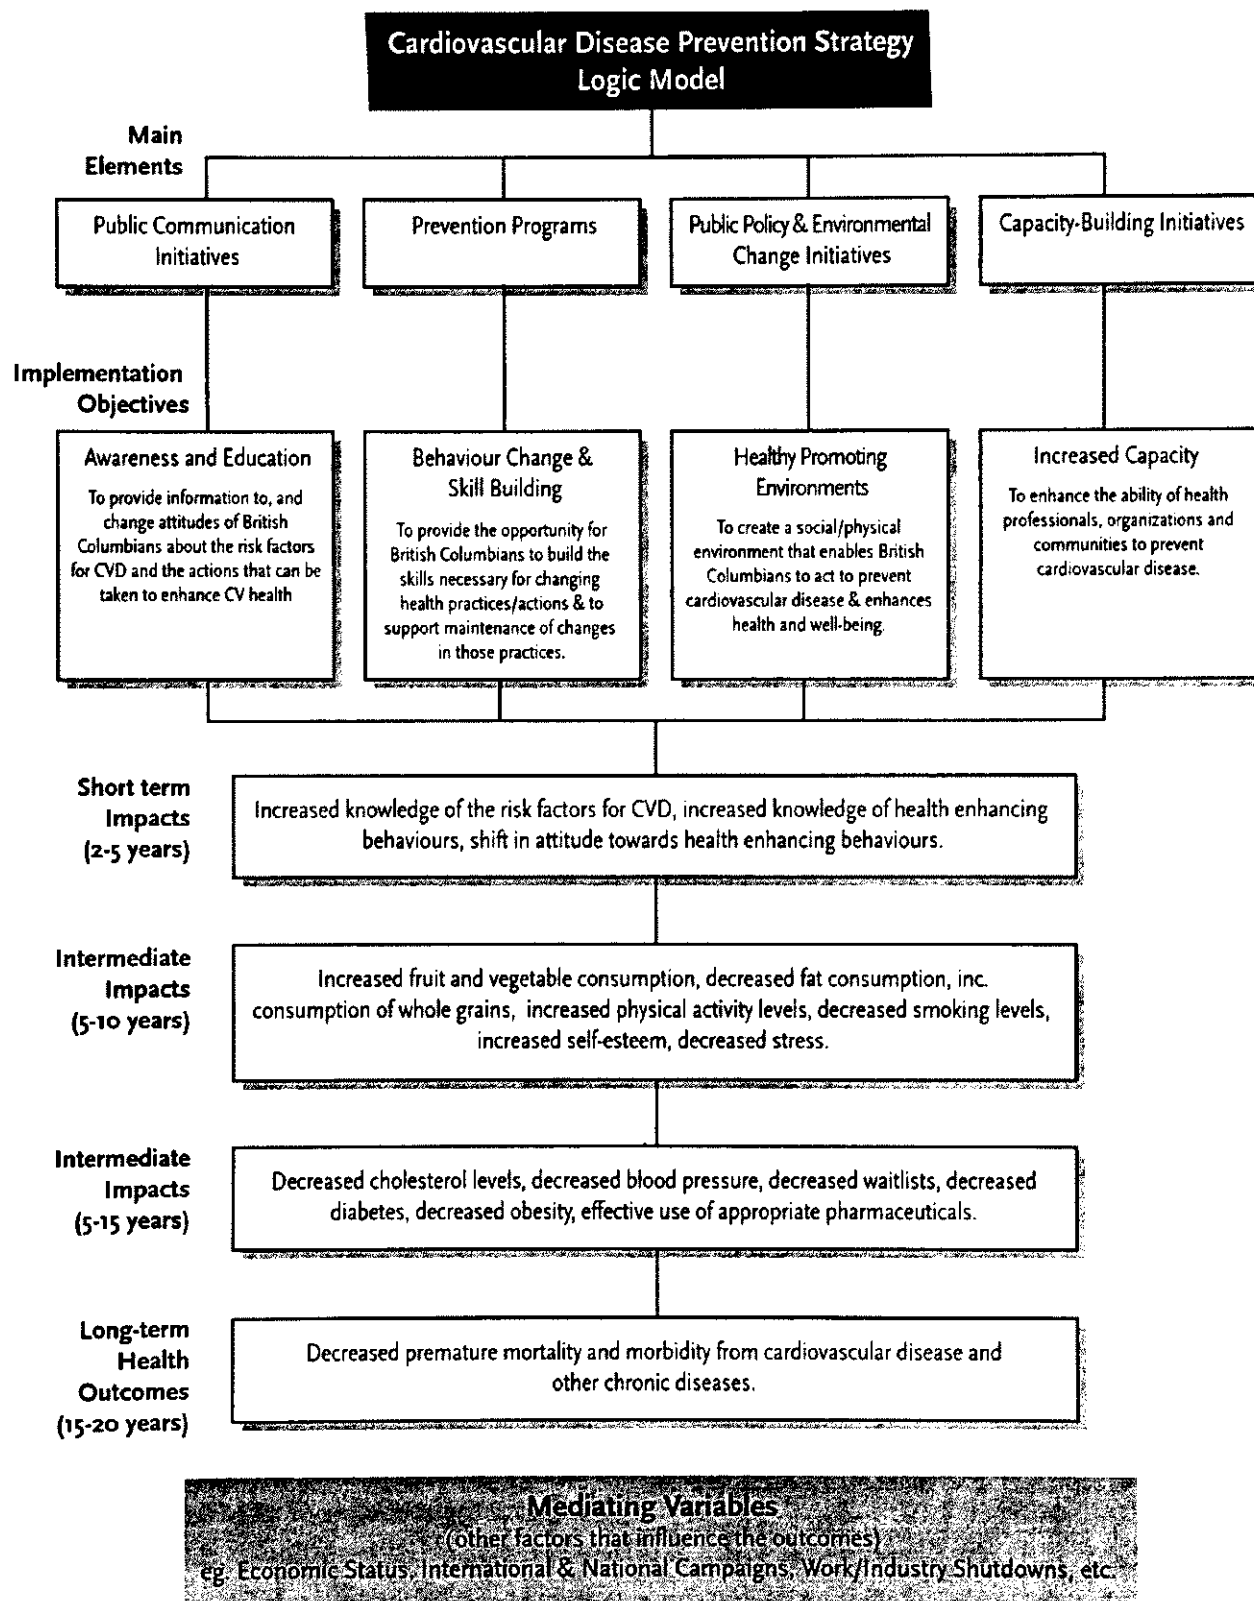 Cardiovascular Disease Prevention Strategy
Logic Model
Main
Elements
Public Communication
Initiatives
Prevention Programs
Public Policy & Environmental
Change Initiatives
Capacity-Building Initiatives
Implementation
Objectives
Awareness and Education
To provide information to, and
change attitudes of British
Columbians about the risk factors
for CVD and the actions that can be
taken to enhance CV health
Behaviour Change &
Skill Building
To provide the opportunity for
British Columbians to build the
skills necessary for changing
health practices/actions & to
support maintenance of changes
in those practices.
Healthy Promoting
Environments
To create a social/physical
environment that enables British
Columbians to act to prevent
cardiovascular disease & enhances
health and well-being.
Increased Capacity
To enhance the ability of health
professionals, organizations and
communities to prevent
cardiovascular disease.
Short term
Impacts
(2-5 years)
Increased knowledge of the risk factors for CVD, increased knowledge of health enhancing
behaviours, shift in attitude towards health enhancing behaviours.
Intermediate
Impacts
(5-10 years)
Increased fruit and vegetable consumption, decreased fat consumption, inc.
consumption of whole grains, increased physical activity levels, decreased smoking levels,
increased self-esteem, decreased stress.
Intermediate
Impacts
(5-15 years)
Decreased cholesterol levels, decreased blood pressure, decreased waitlists, decreased
diabetes, decreased obesity, effective use of appropriate pharmaceuticals.
Long-term
Health
Outcomes
(15-20 years)
Decreased premature mortality and morbidity from cardiovascular disease and
other chronic diseases.
Mediating Variables
(other factors that influence the outcomes)
eg. Economic Status, International & National Campaigns, Work/Industry Shutdowns, etc.